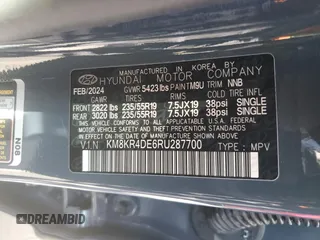 MANUFACTURED IN KOREA BY
HYUNDAI MOTOR COMPANY
FEB/2024 GVWR 5423 lbs PAINT M9U TRIM NNB
GAWR TIRES RIMS COLD TIRE INFL
FRONT 2822 lbs 235/55R19 7.5JX19 38psi SINGLE
REAR 3020 lbs 235/55R19 7.5JX19 38psi SINGLE
THIS VEHICLE CONFORMS TO ALL APPLICABLE
FEDERAL MOTOR VEHICLE SAFETY AND THEFT PREVENTION
STANDARDS IN EFFECT ON THE DATE OF MANUFACTURE SHOWN ABOVE.
V.I.N KM8KR4DE6RU287700 TYPE : MPV
N08
© DREAMBID